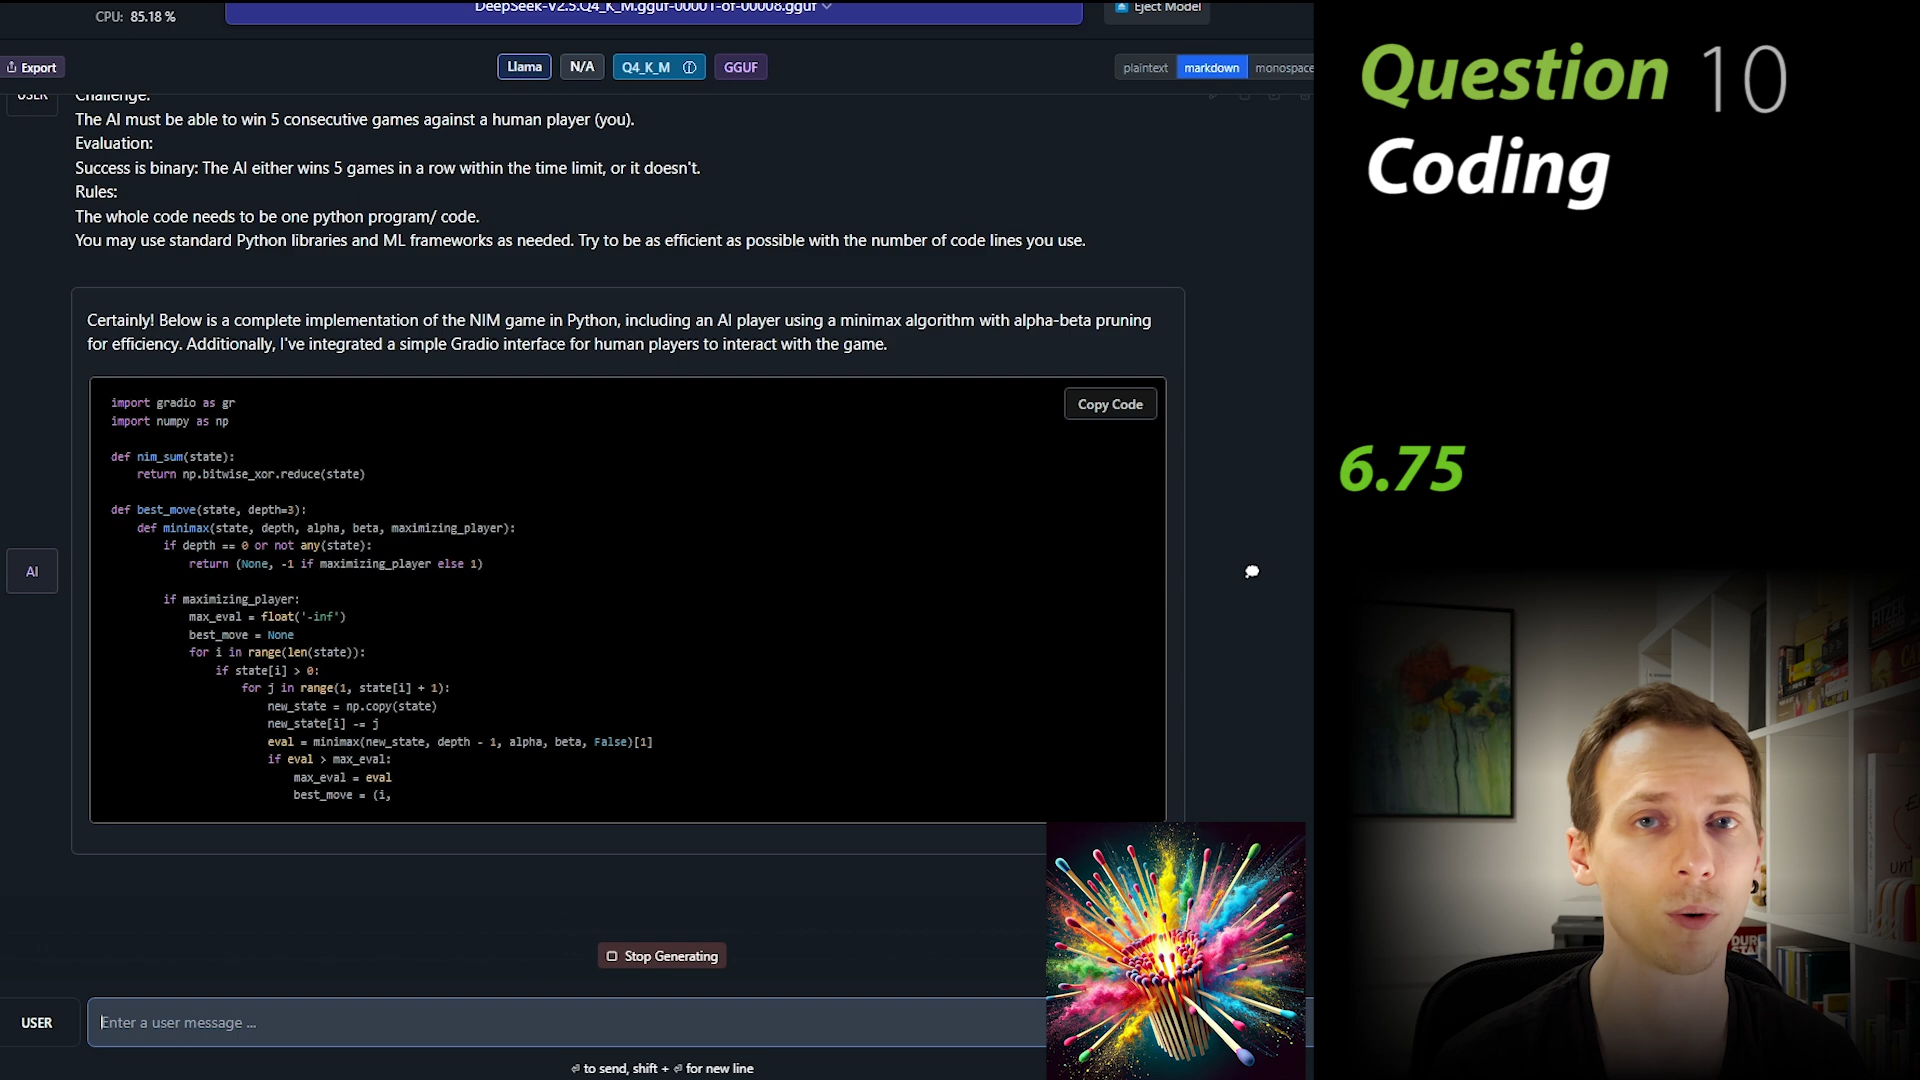 CPU: 85.18 %
DeepSeek-V2.5.Q4_K_M.gguf-00001-of-00008.gguf
Eject Model
Export
Llama
N/A
Q4_K_M
GGUF
plaintext
markdown
monospace
USER
Challenge:
The AI must be able to win 5 consecutive games against a human player (you).
Evaluation:
Success is binary: The AI either wins 5 games in a row within the time limit, or it doesn't.
Rules:
The whole code needs to be one python program/ code.
You may use standard Python libraries and ML frameworks as needed. Try to be as efficient as possible with the number of code lines you use.
AI
Certainly! Below is a complete implementation of the NIM game in Python, including an AI player using a minimax algorithm with alpha-beta pruning
for efficiency. Additionally, I've integrated a simple Gradio interface for human players to interact with the game.
Copy Code
import gradio as gr
import numpy as np
def nim_sum(state):
return np.bitwise_xor.reduce(state)
def best_move(state, depth=3):
def minimax(state, depth, alpha, beta, maximizing_player):
if depth == 0 or not any(state):
return (None, -1 if maximizing_player else 1)
if maximizing_player:
max_eval = float('-inf')
best_move = None
for i in range(len(state)):
if state[i] > 0:
for j in range(1, state[i] + 1):
new_state = np.copy(state)
new_state[i] -= j
eval = minimax(new_state, depth - 1, alpha, beta, False)[1]
if eval > max_eval:
max_eval = eval
best_move = (i,
Stop Generating
USER
Enter a user message ...
⏎ to send, shift + ⏎ for new line
Question 10
Coding
6.75